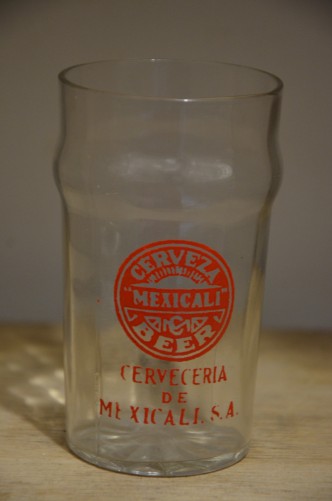 CERVEZA
"MEXICALI"
BEER
CERVECERIA
DE
MEXICALI, S.A.